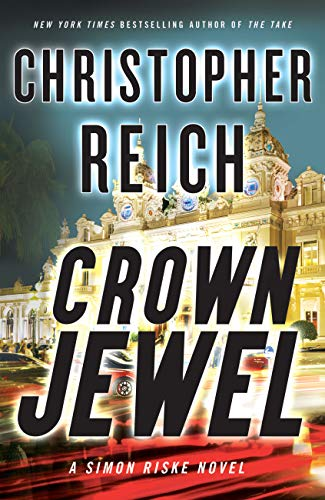 NEW YORK TIMES BESTSELLING AUTHOR OF THE TAKE
CHRISTOPHER
REICH
CROWN
JEWEL
A SIMON RISKE NOVEL